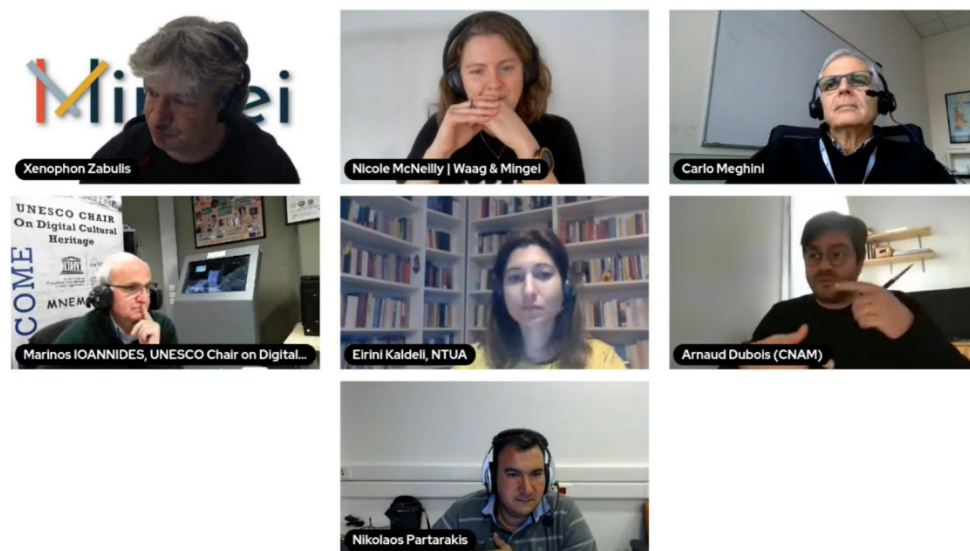 Mingei
Xenophon Zabulis
Nicole McNeilly | Waag & Mingei
Carlo Meghini
UNESCO CHAIR
On Digital Cultural
Heritage
COME
MNEM
Marinos IOANNIDES, UNESCO Chair on Digital...
Eirini Kaldeli, NTUA
Arnaud Dubois (CNAM)
Nikolaos Partarakis